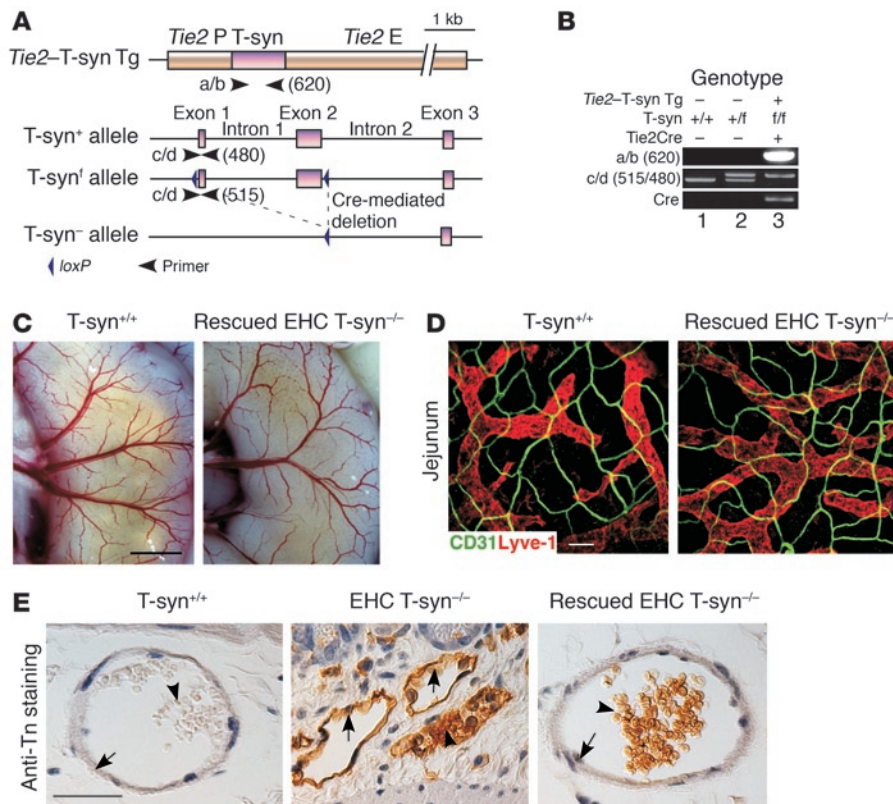 A
1 kb
Tie2 P T-syn Tie2 E
Tie2–T-syn Tg
a/b (620)
Exon 1 Exon 2 Exon 3
Intron 1 Intron 2
T-syn⁺ allele
c/d (480)
T-synᶠ allele
c/d (515)
Cre-mediated
deletion
T-syn⁻ allele
loxP Primer
B
Genotype
Tie2–T-syn Tg – – +
T-syn +/+ +/f f/f
Tie2Cre – – +
a/b (620)
c/d (515/480)
Cre
1 2 3
C
T-syn⁺/⁺ Rescued EHC T-syn⁻/⁻
D
T-syn⁺/⁺ Rescued EHC T-syn⁻/⁻
Jejunum
CD31 Lyve-1
E
T-syn⁺/⁺ EHC T-syn⁻/⁻ Rescued EHC T-syn⁻/⁻
Anti-Tn staining